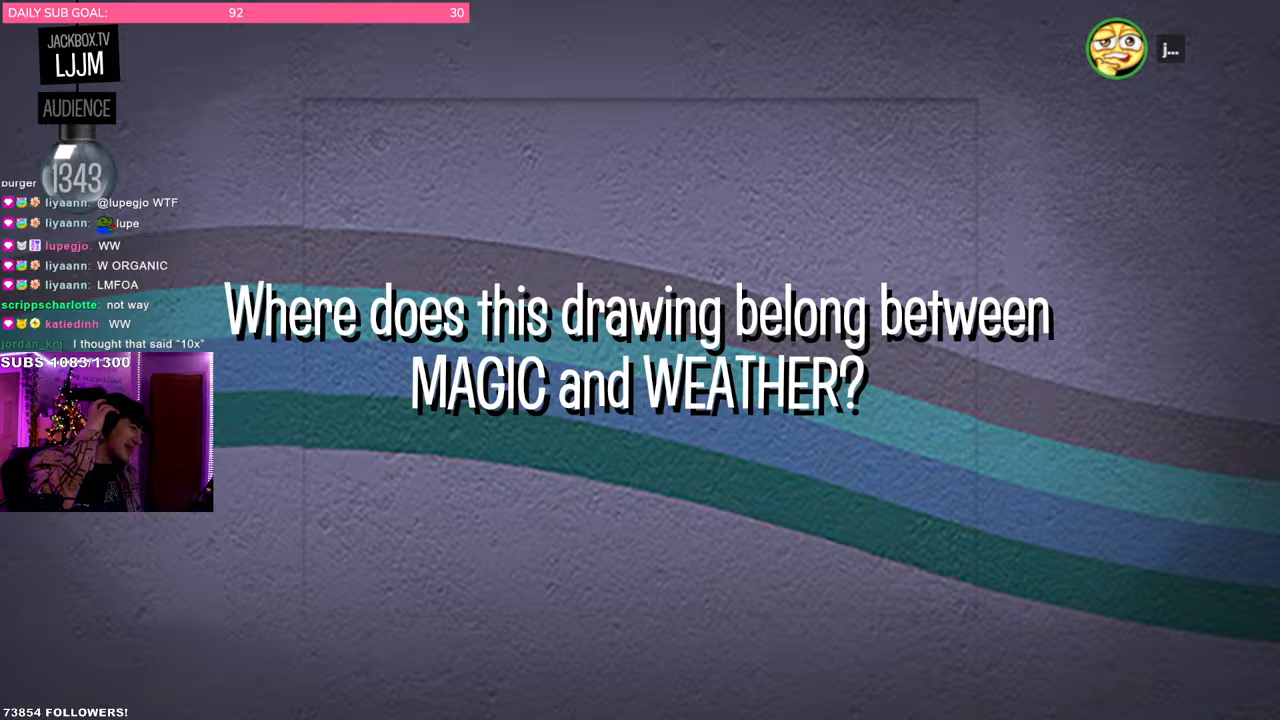 DAILY SUB GOAL: 92 30
JACKBOX.TV
LJJM
AUDIENCE
1343
j...
burger
liyaann: @lupegjo WTF
liyaann: lupe
lupegjo: WW
liyaann: W ORGANIC
liyaann: LMFOA
scrippscharlotte: not way
katiedinh: WW
jordan_knj: I thought that said "10x"
SUBS 1083/1300
Where does this drawing belong between
MAGIC and WEATHER?
73854 FOLLOWERS!